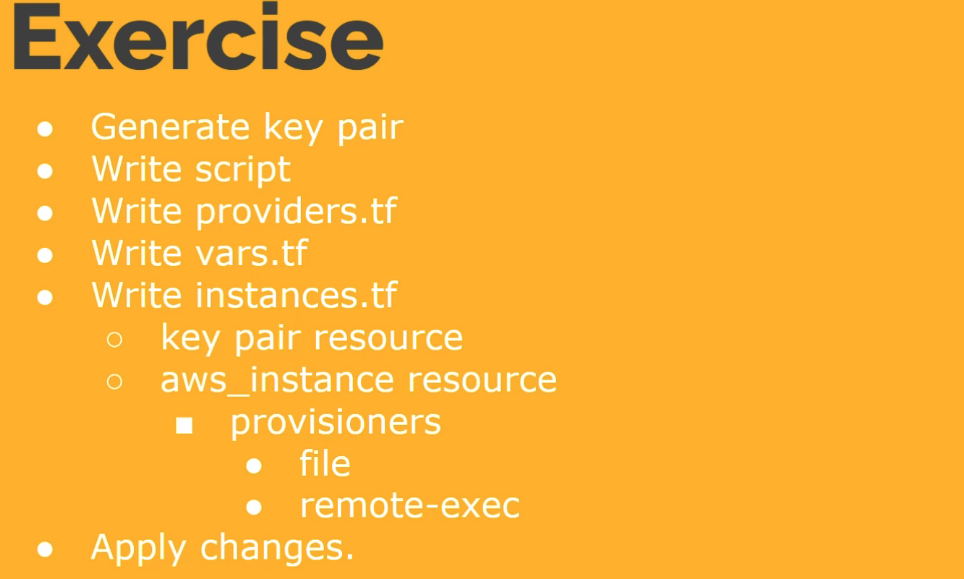 Exercise
● Generate key pair
● Write script
● Write providers.tf
● Write vars.tf
● Write instances.tf
○ key pair resource
○ aws_instance resource
■ provisioners
● file
● remote-exec
● Apply changes.